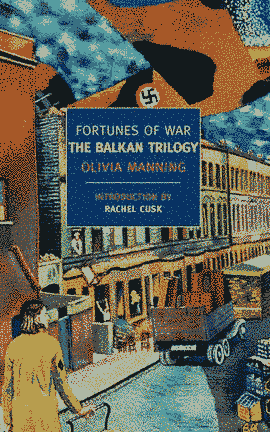 FORTUNES OF WAR
THE BALKAN TRILOGY
OLIVIA MANNING
INTRODUCTION BY
RACHEL CUSK